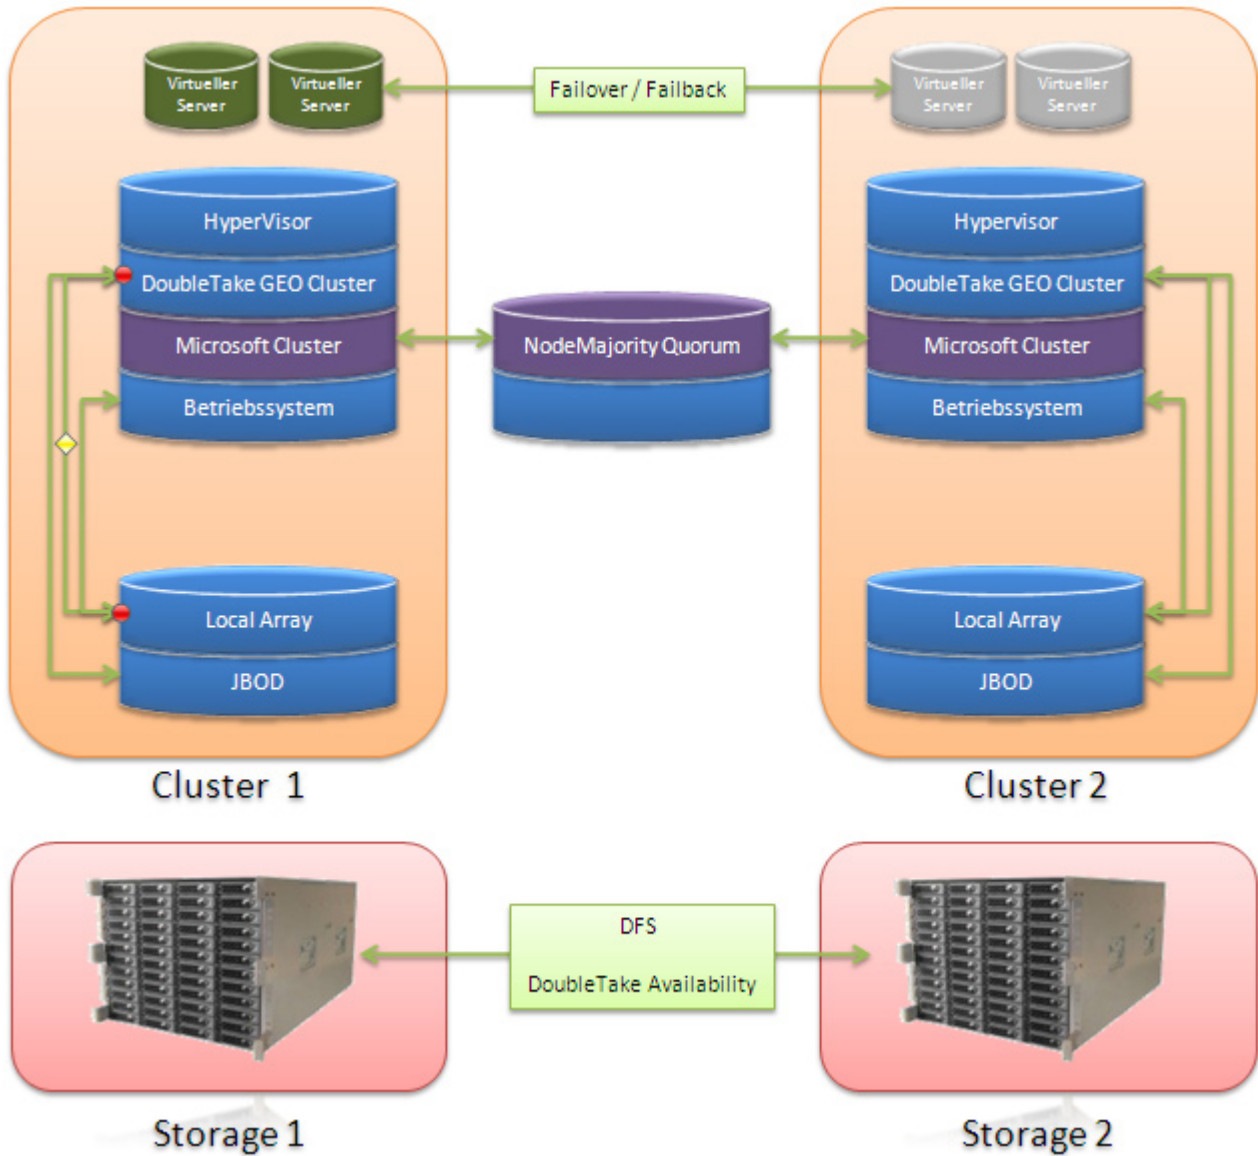 Virtueller
Server
Virtueller
Server
Failover / Failback
Virtueller
Server
Virtueller
Server
HyperVisor
DoubleTake GEO Cluster
Microsoft Cluster
Betriebssystem
NodeMajority Quorum
Hypervisor
DoubleTake GEO Cluster
Microsoft Cluster
Betriebssystem
Local Array
JBOD
Local Array
JBOD
Cluster 1
Cluster 2
DFS
DoubleTake Availability
Storage 1
Storage 2